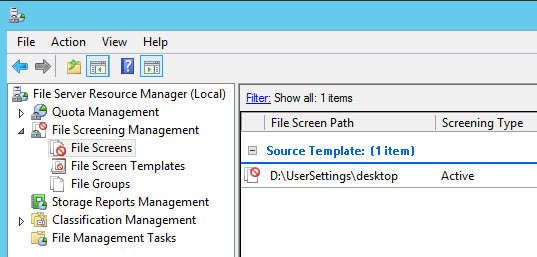 File Action View Help
File Server Resource Manager (Local)
Quota Management
File Screening Management
File Screens
File Screen Templates
File Groups
Storage Reports Management
Classification Management
File Management Tasks
Filter: Show all: 1 items
File Screen Path Screening Type
Source Template: (1 item)
D:\UserSettings\desktop Active